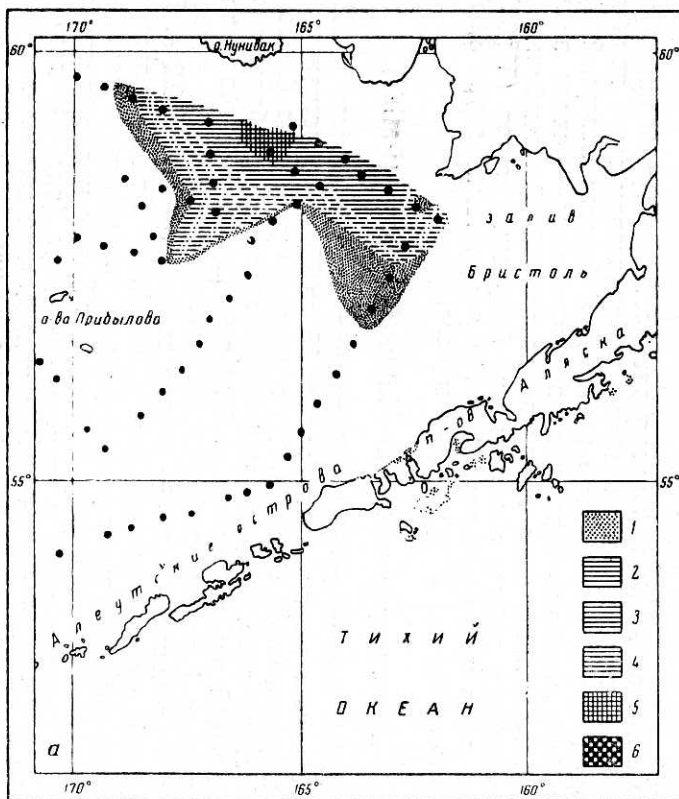 170° 165° 160°
60° 60°
о. Нунивак
залив
Бристоль
о-ва Прибылова
п-ов Аляска
55° 55°
Алеутские острова
ТИХИЙ
ОКЕАН
1
2
3
4
5
6
а
170° 165° 160°